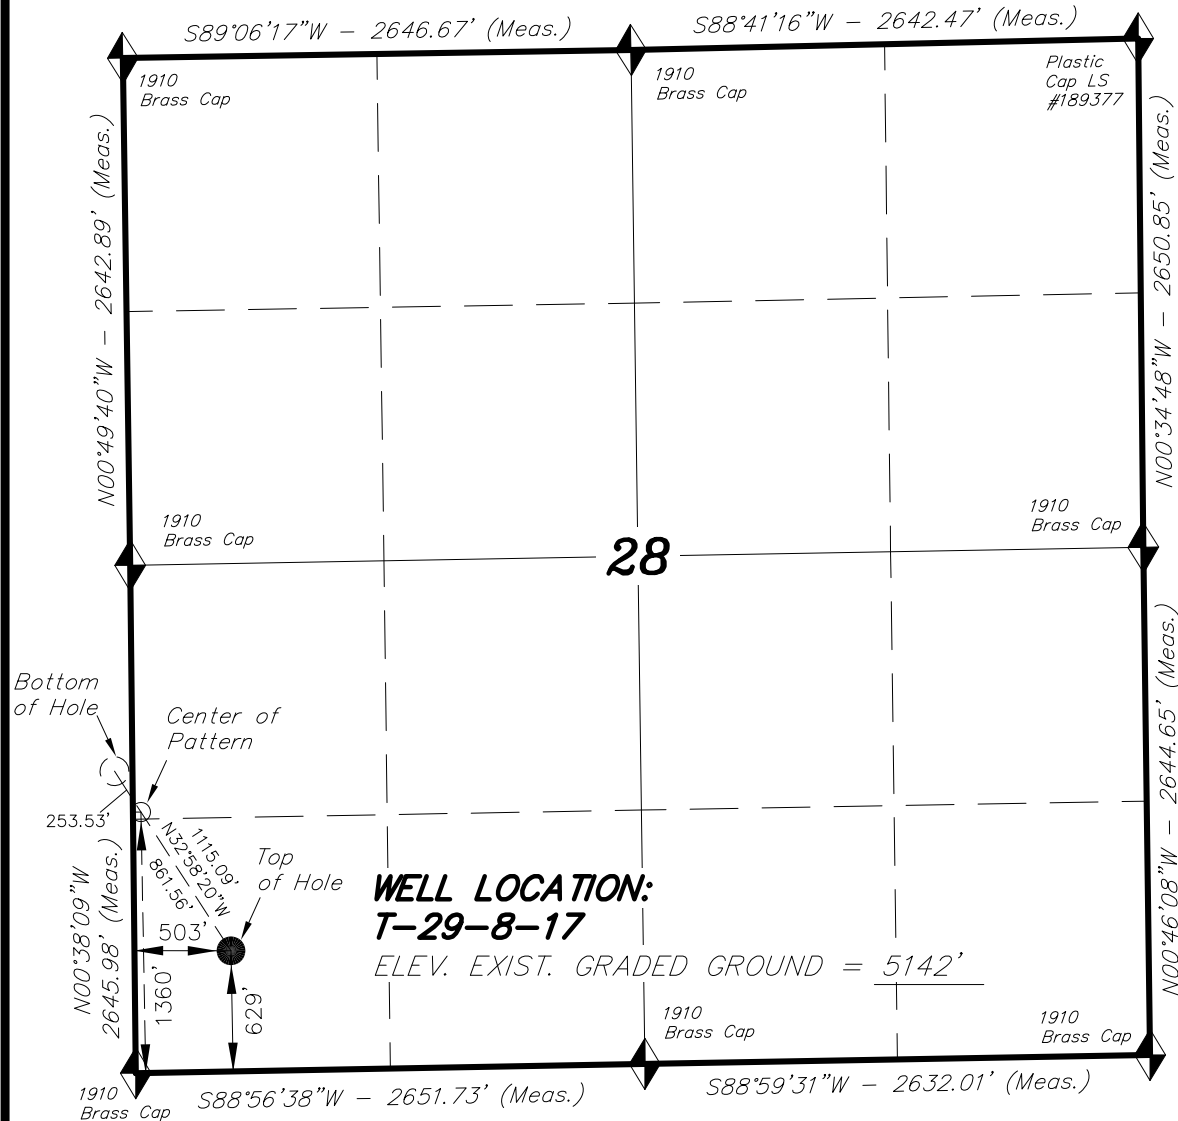 S89°06'17"W - 2646.67' (Meas.)
S88°41'16"W - 2642.47' (Meas.)
1910
Brass Cap
1910
Brass Cap
Plastic
Cap LS
#189377
N00°49'40"W - 2642.89' (Meas.)
N00°34'48"W - 2650.85' (Meas.)
1910
Brass Cap
1910
Brass Cap
28
Bottom
of Hole
Center of
Pattern
253.53'
1115.09'
N32°58'20"W
861.56'
Top
of Hole
N00°38'09"W
2645.98' (Meas.)
503'
1360'
629'
WELL LOCATION:
T-29-8-17
ELEV. EXIST. GRADED GROUND = 5142'
N00°46'08"W - 2644.65' (Meas.)
1910
Brass Cap
1910
Brass Cap
1910
Brass Cap
S88°56'38"W - 2651.73' (Meas.)
S88°59'31"W - 2632.01' (Meas.)